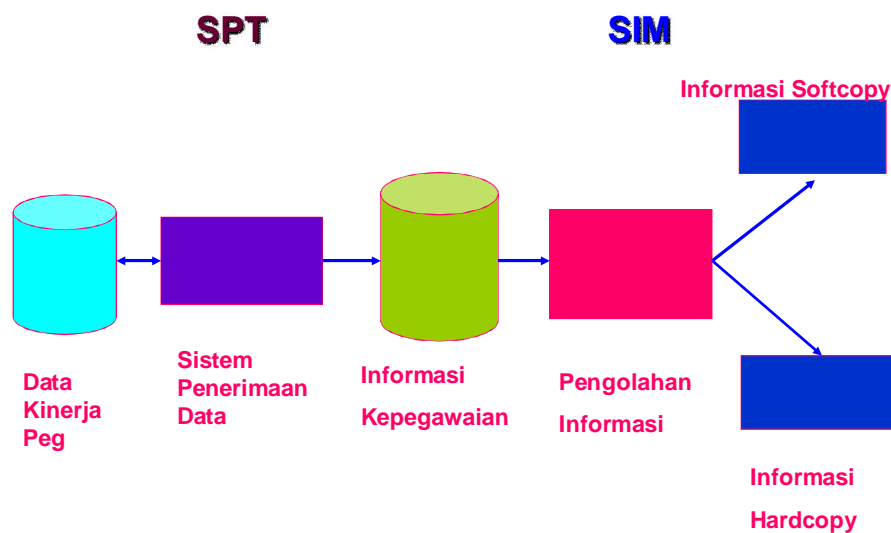 SPT
SIM
Informasi Softcopy
Data
Kinerja
Peg
Sistem
Penerimaan
Data
Informasi
Kepegawaian
Pengolahan
Informasi
Informasi
Hardcopy